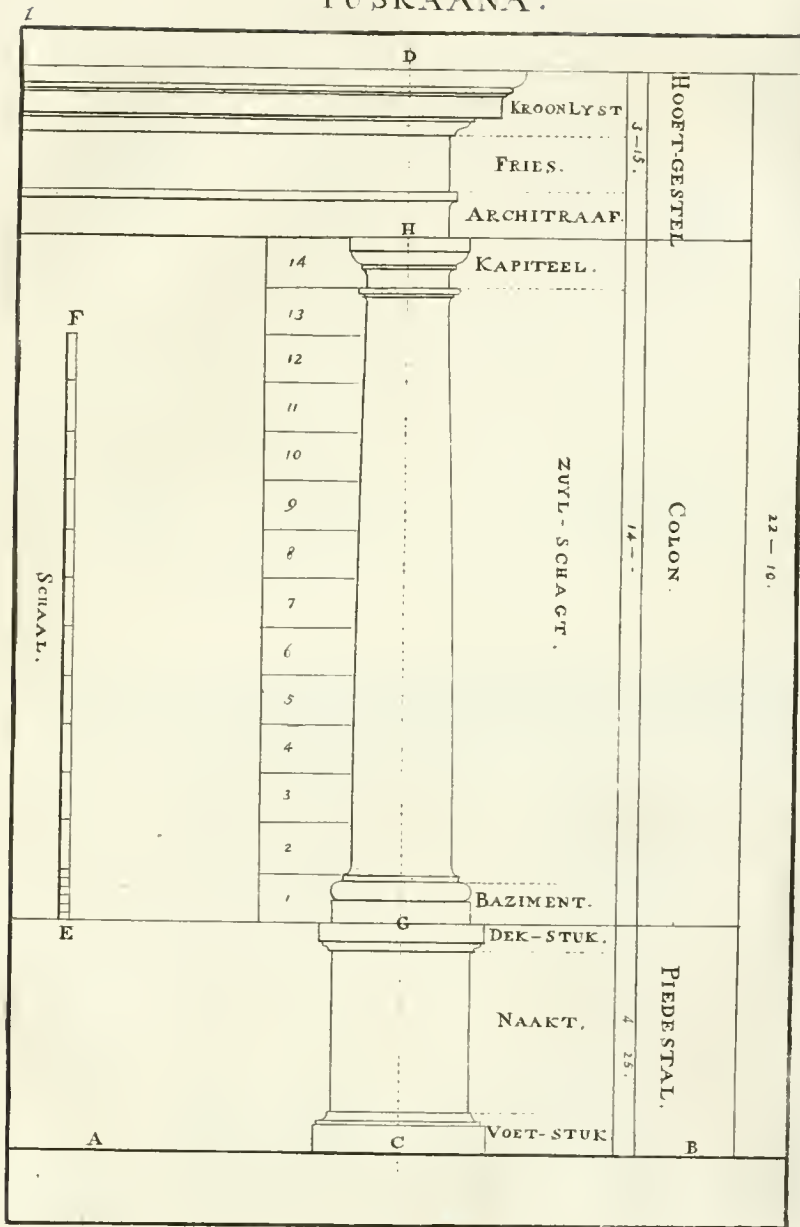 1
TUSKAANA.
D
KROONLYST
FRIES.
ARCHITRAAF.
H
KAPITEEL.
3-15.
HOOFT-GESTEL
14
13
12
11
10
9
8
7
6
5
4
3
2
1
F
SCHAAL.
E
ZUYL-SCHAGT.
14-.
COLON.
22-10.
BAZIMENT.
G
DEK-STUK.
NAAKT.
4 25.
PIEDESTAL.
VOET-STUK
A
C
B